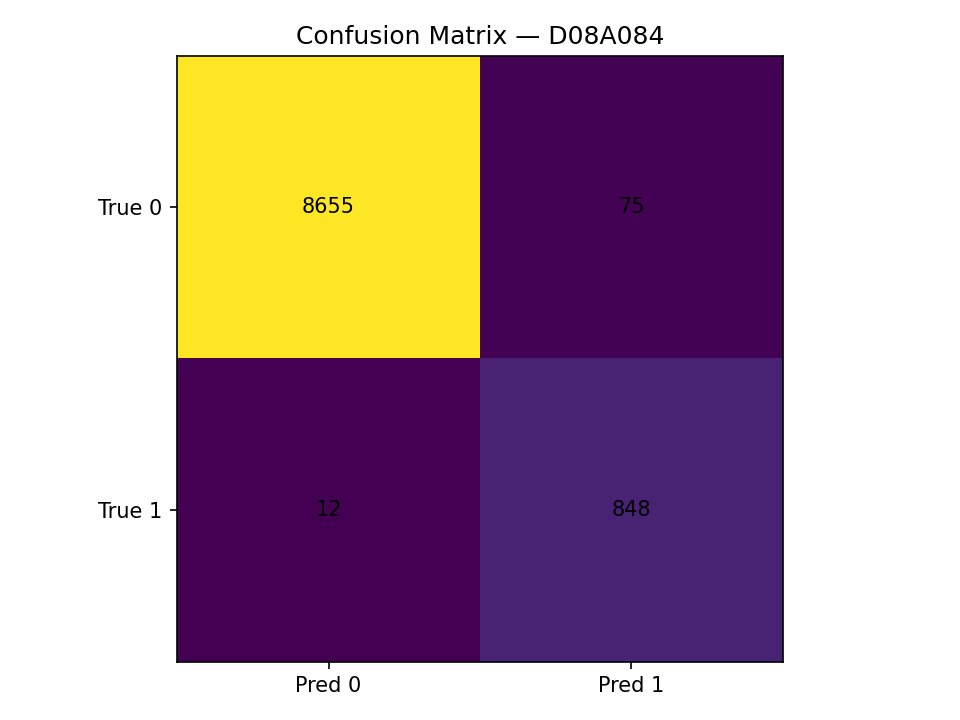 Confusion Matrix — D08A084
True 0
8655
75
True 1
12
848
Pred 0
Pred 1